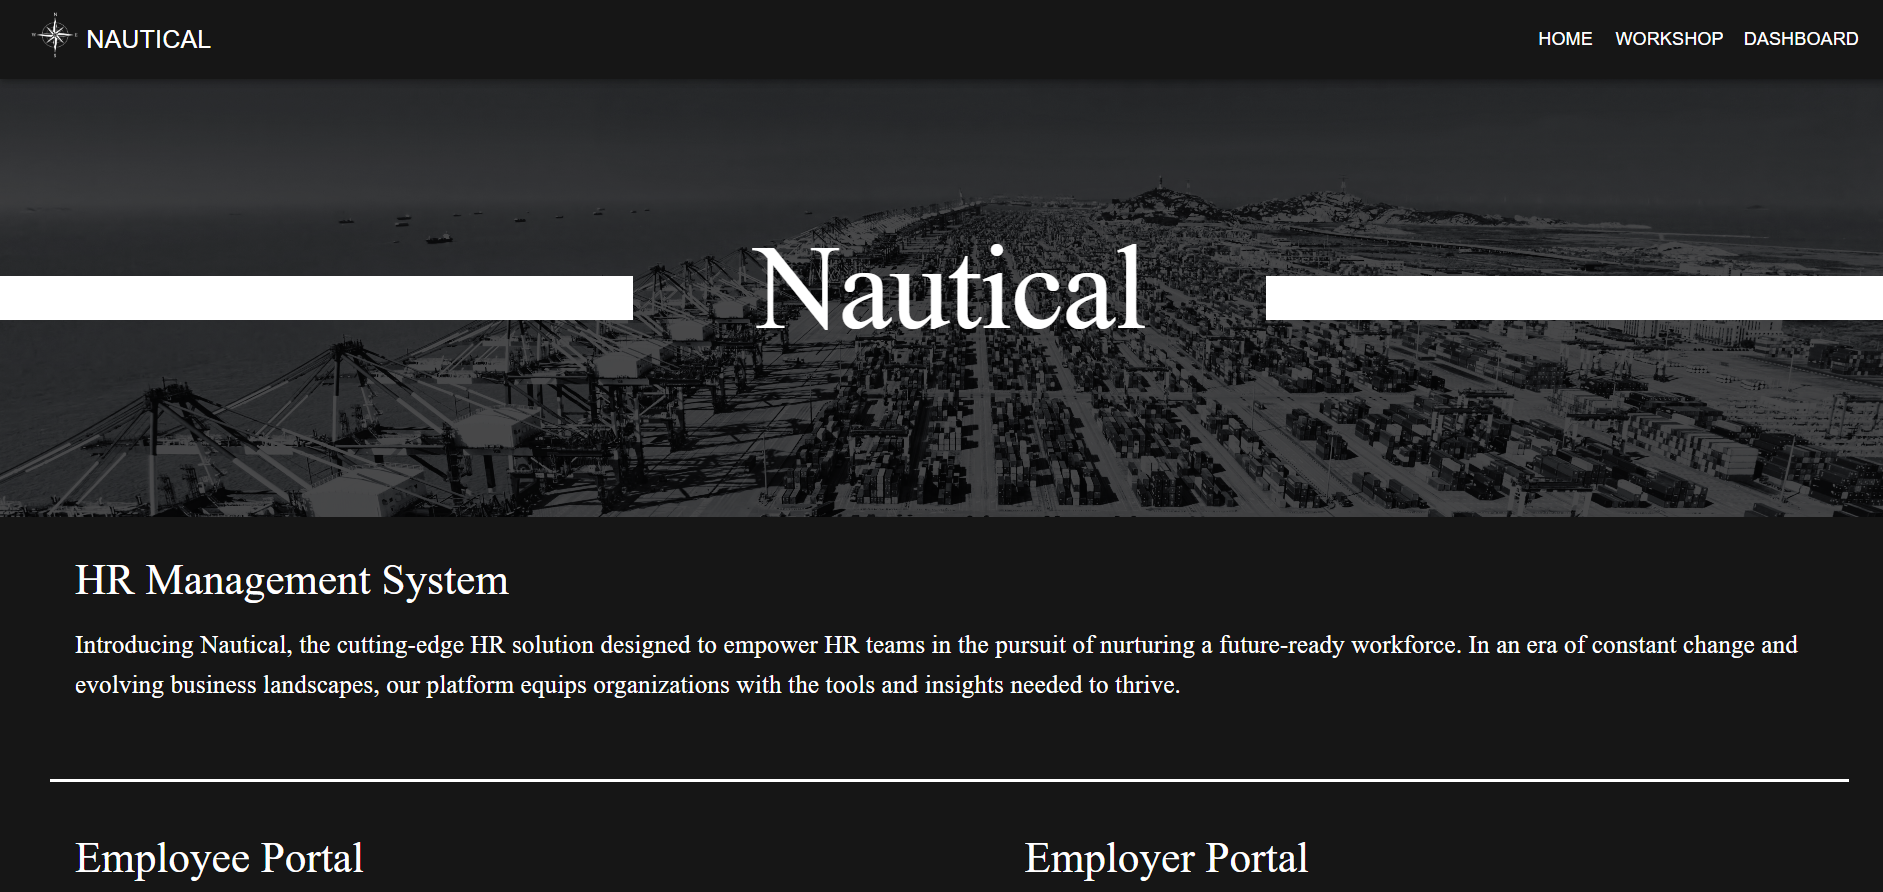 NAUTICAL
HOME WORKSHOP DASHBOARD
Nautical
HR Management System
Introducing Nautical, the cutting-edge HR solution designed to empower HR teams in the pursuit of nurturing a future-ready workforce. In an era of constant change and
evolving business landscapes, our platform equips organizations with the tools and insights needed to thrive.
Employee Portal
Employer Portal